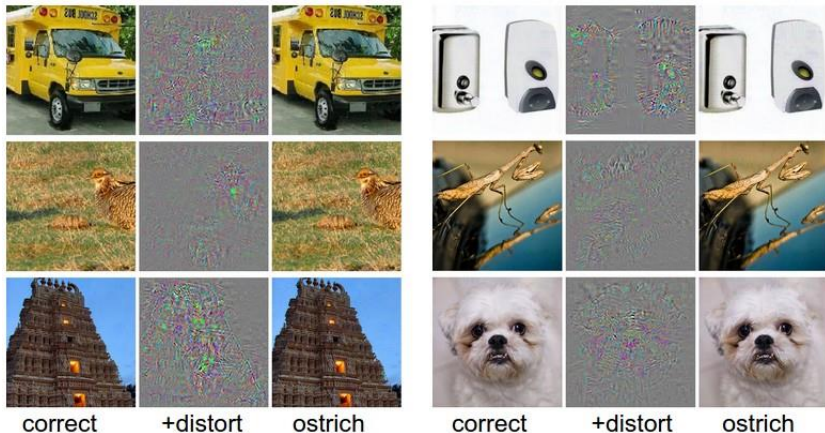 SCHOOL BUS
SCHOOL BUS
correct +distort ostrich correct +distort ostrich